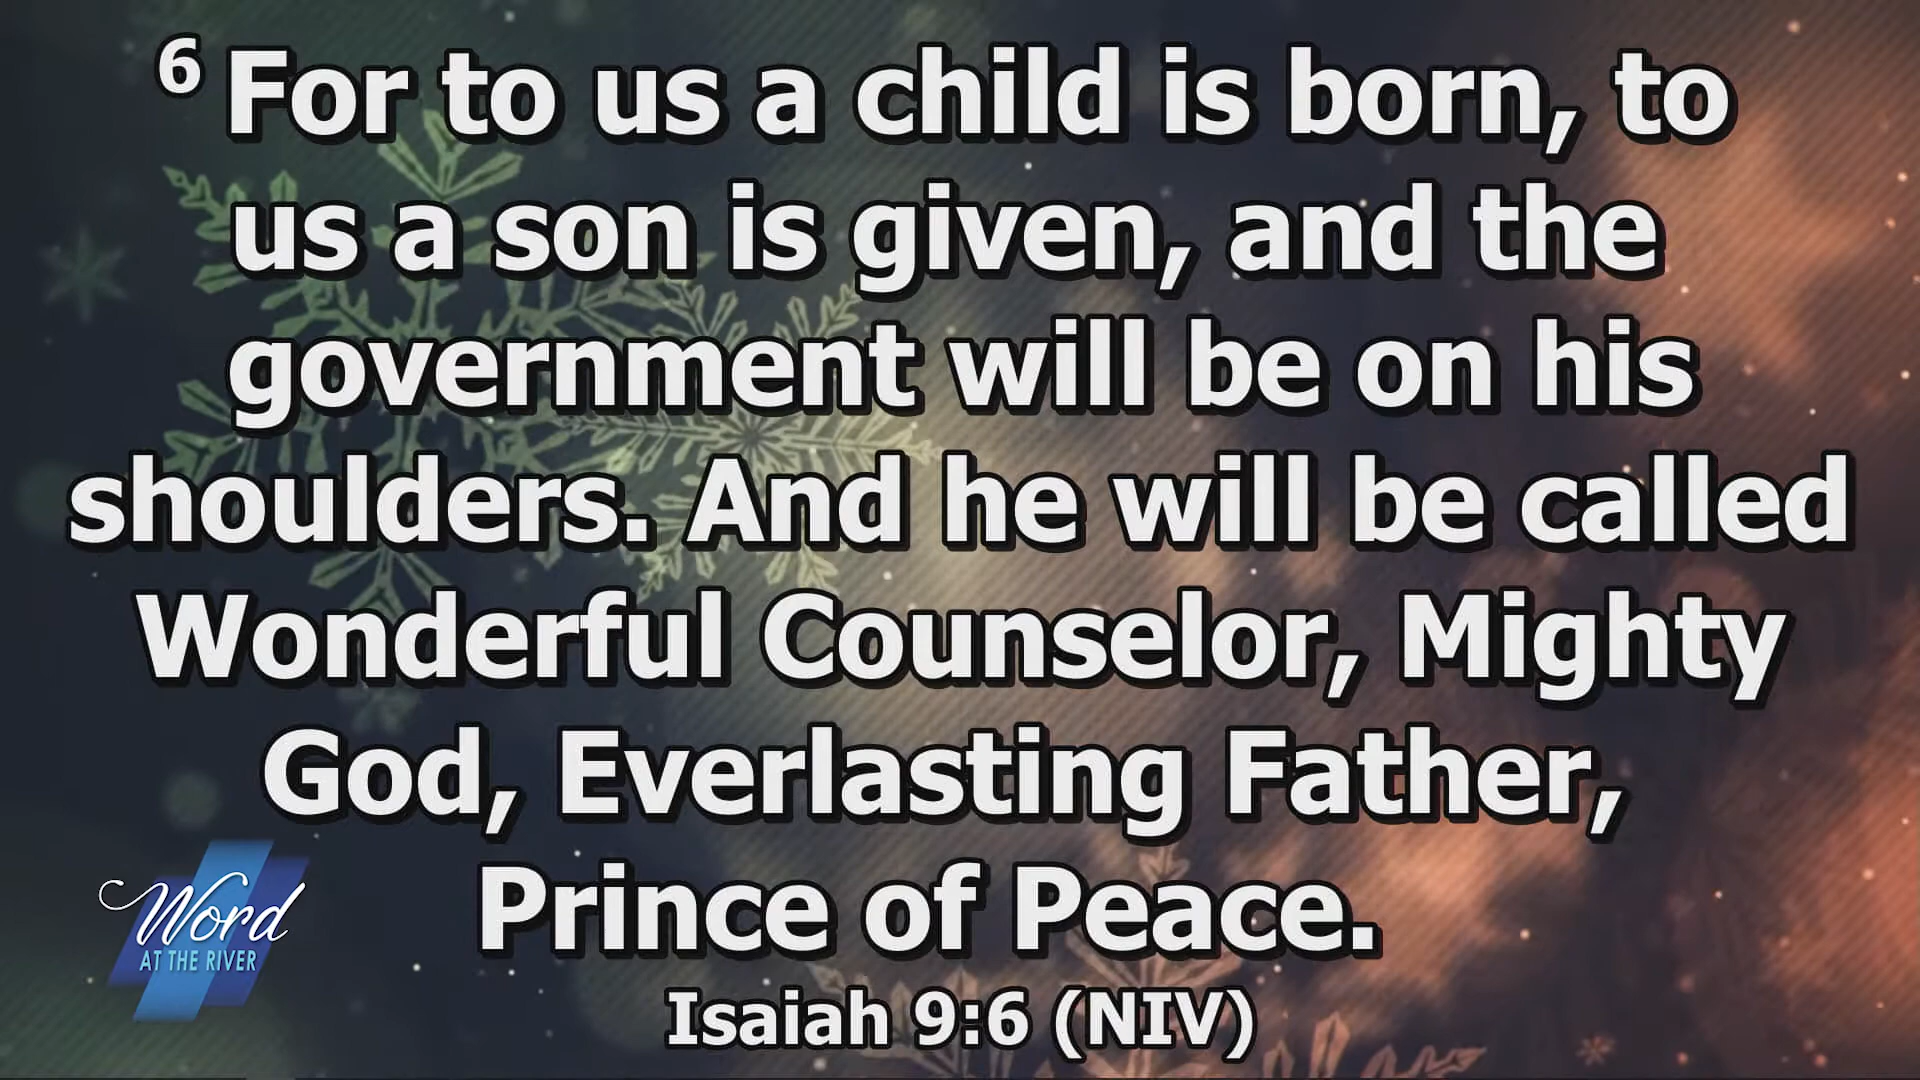 6 For to us a child is born, to
us a son is given, and the
government will be on his
shoulders. And he will be called
Wonderful Counselor, Mighty
God, Everlasting Father,
Prince of Peace.
Isaiah 9:6 (NIV)
Word
AT THE RIVER